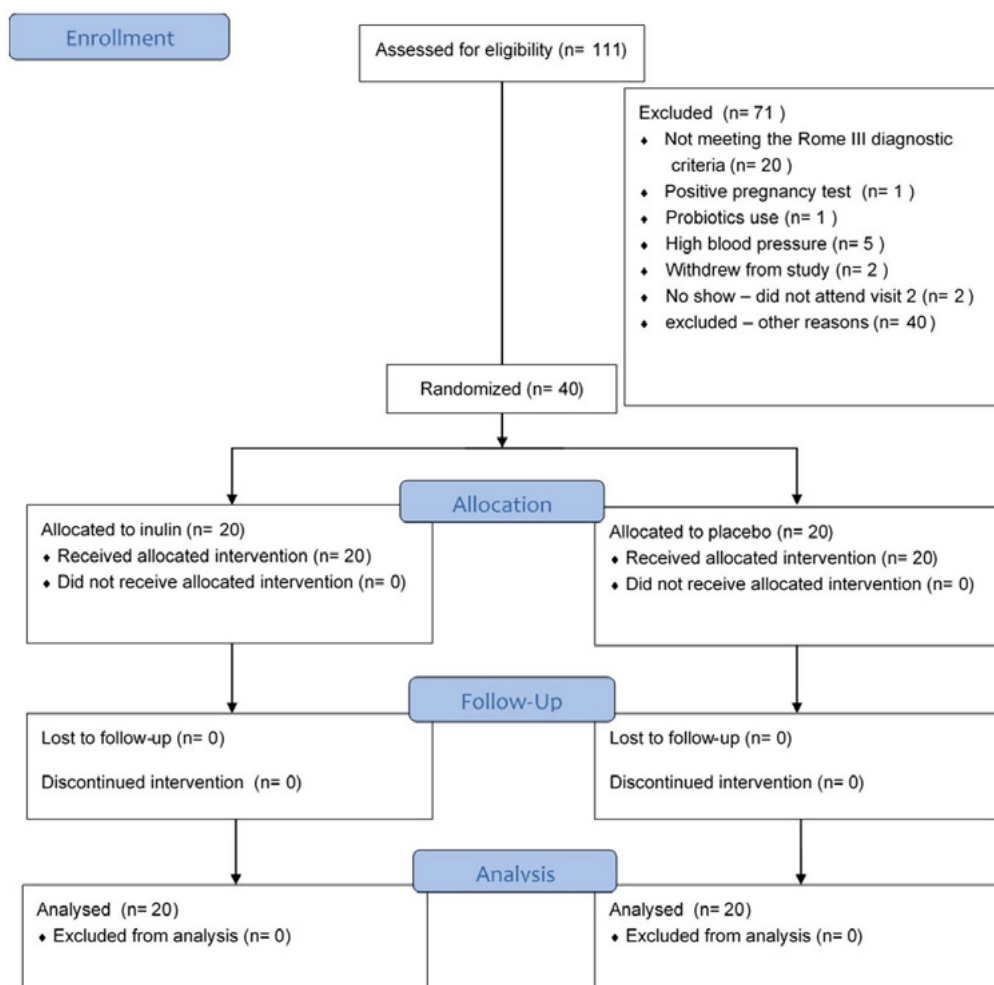 Enrollment
Assessed for eligibility (n= 111)
Excluded (n= 71 )
♦ Not meeting the Rome III diagnostic
criteria (n= 20 )
♦ Positive pregnancy test (n= 1 )
♦ Probiotics use (n= 1 )
♦ High blood pressure (n= 5 )
♦ Withdrew from study (n= 2 )
♦ No show – did not attend visit 2 (n= 2 )
♦ excluded – other reasons (n= 40 )
Randomized (n= 40)
Allocation
Allocated to inulin (n= 20)
♦ Received allocated intervention (n= 20)
♦ Did not receive allocated intervention (n= 0)
Allocated to placebo (n= 20)
♦ Received allocated intervention (n= 20)
♦ Did not receive allocated intervention (n= 0)
Follow-Up
Lost to follow-up (n= 0)
Discontinued intervention (n= 0)
Lost to follow-up (n= 0)
Discontinued intervention (n= 0)
Analysis
Analysed (n= 20)
♦ Excluded from analysis (n= 0)
Analysed (n= 20)
♦ Excluded from analysis (n= 0)